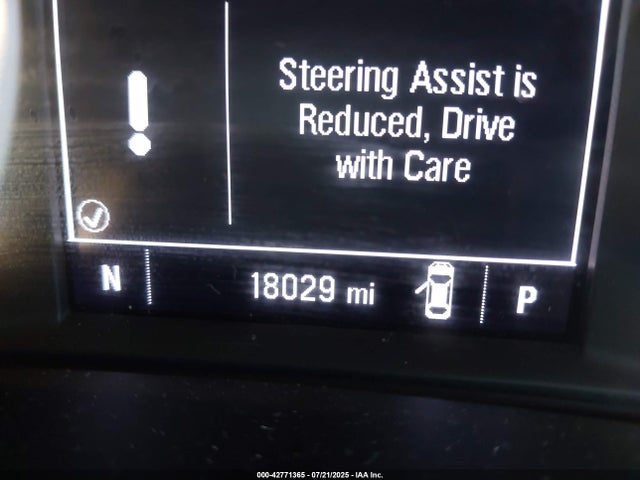 Steering Assist is
Reduced, Drive
with Care
N
18029 mi
P
000-42771365 - 07/21/2025 - IAA Inc.